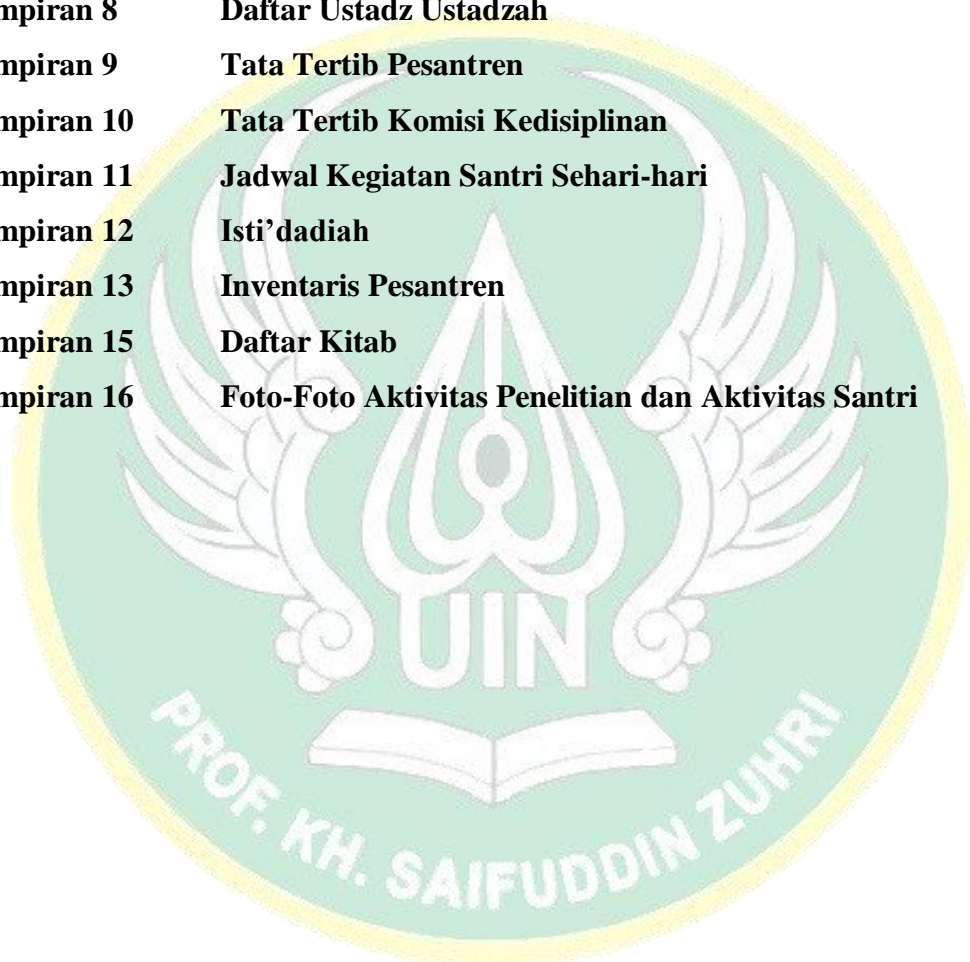 mpiran 8 Daftar Ustadz Ustadzah
mpiran 9 Tata Tertib Pesantren
mpiran 10 Tata Tertib Komisi Kedisiplinan
mpiran 11 Jadwal Kegiatan Santri Sehari-hari
mpiran 12 Isti’dadiah
mpiran 13 Inventaris Pesantren
mpiran 15 Daftar Kitab
mpiran 16 Foto-Foto Aktivitas Penelitian dan Aktivitas Santri
UIN
PROF. KH. SAIFUDDIN ZUHRI